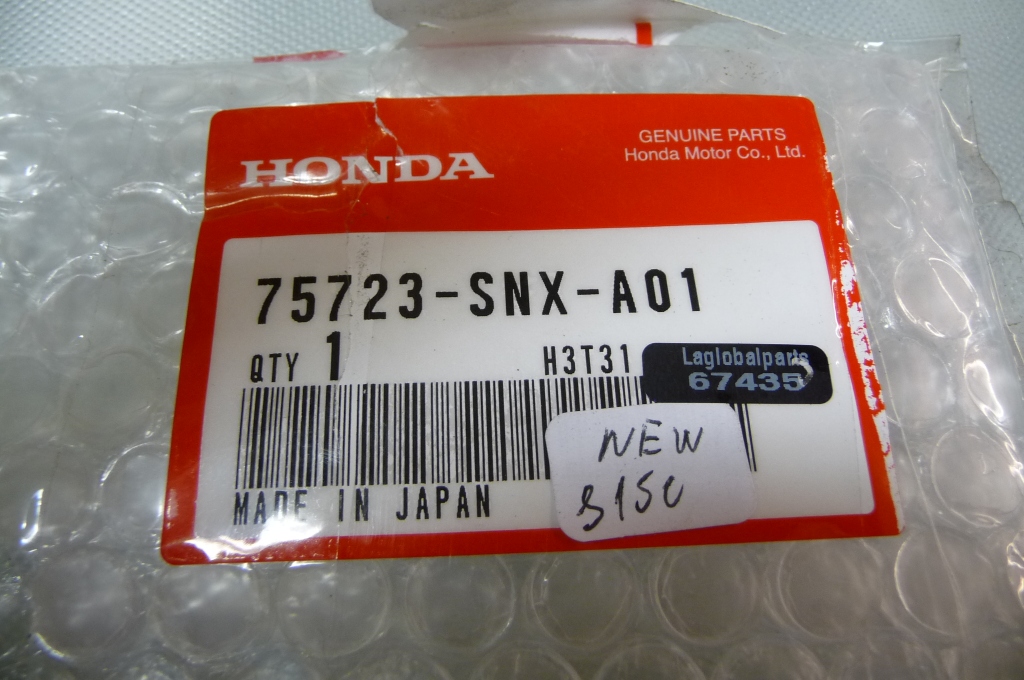 HONDA
GENUINE PARTS
Honda Motor Co., Ltd.
75723-SNX-A01
QTY 1 H3T31
Laglobalparts
67435
NEW
S15C
MADE IN JAPAN